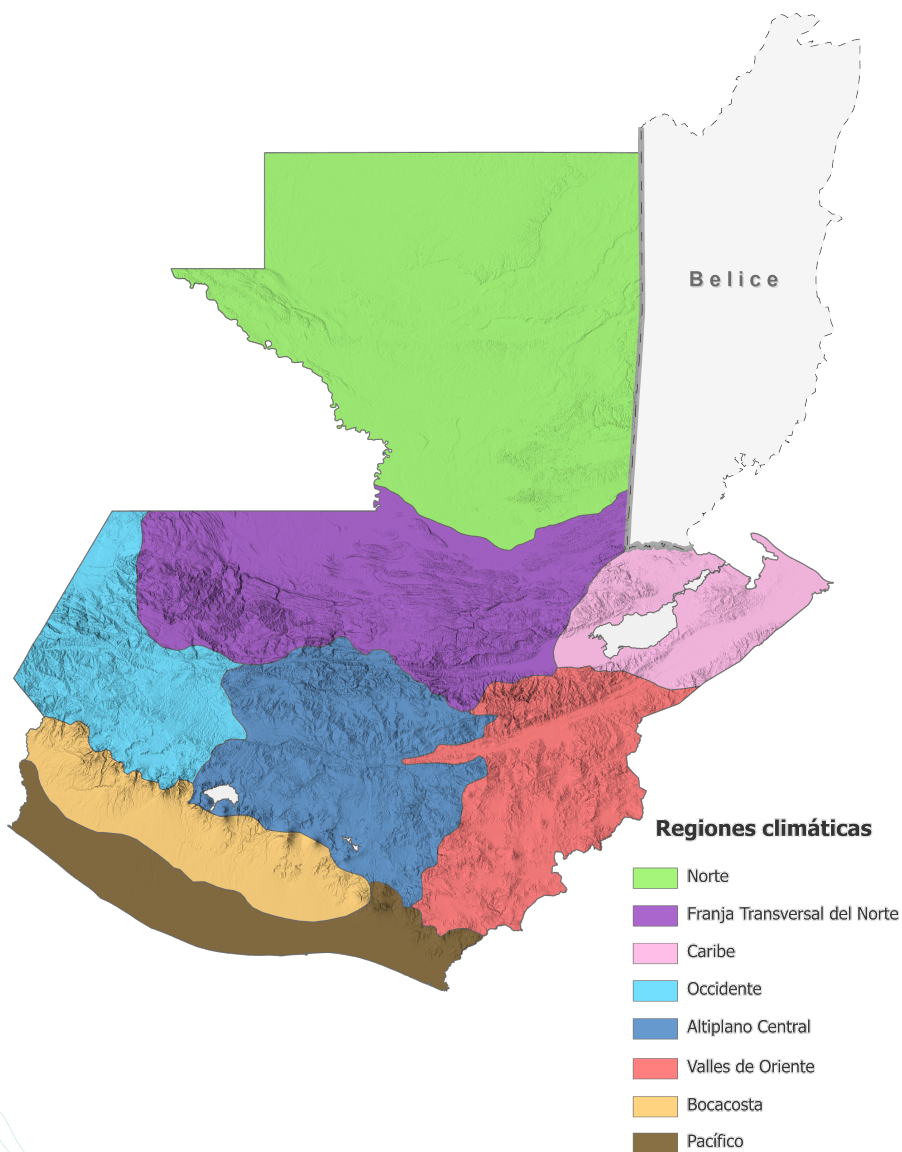 Belice
Regiones climáticas
Norte
Franja Transversal del Norte
Caribe
Occidente
Altiplano Central
Valles de Oriente
Bocacosta
Pacífico